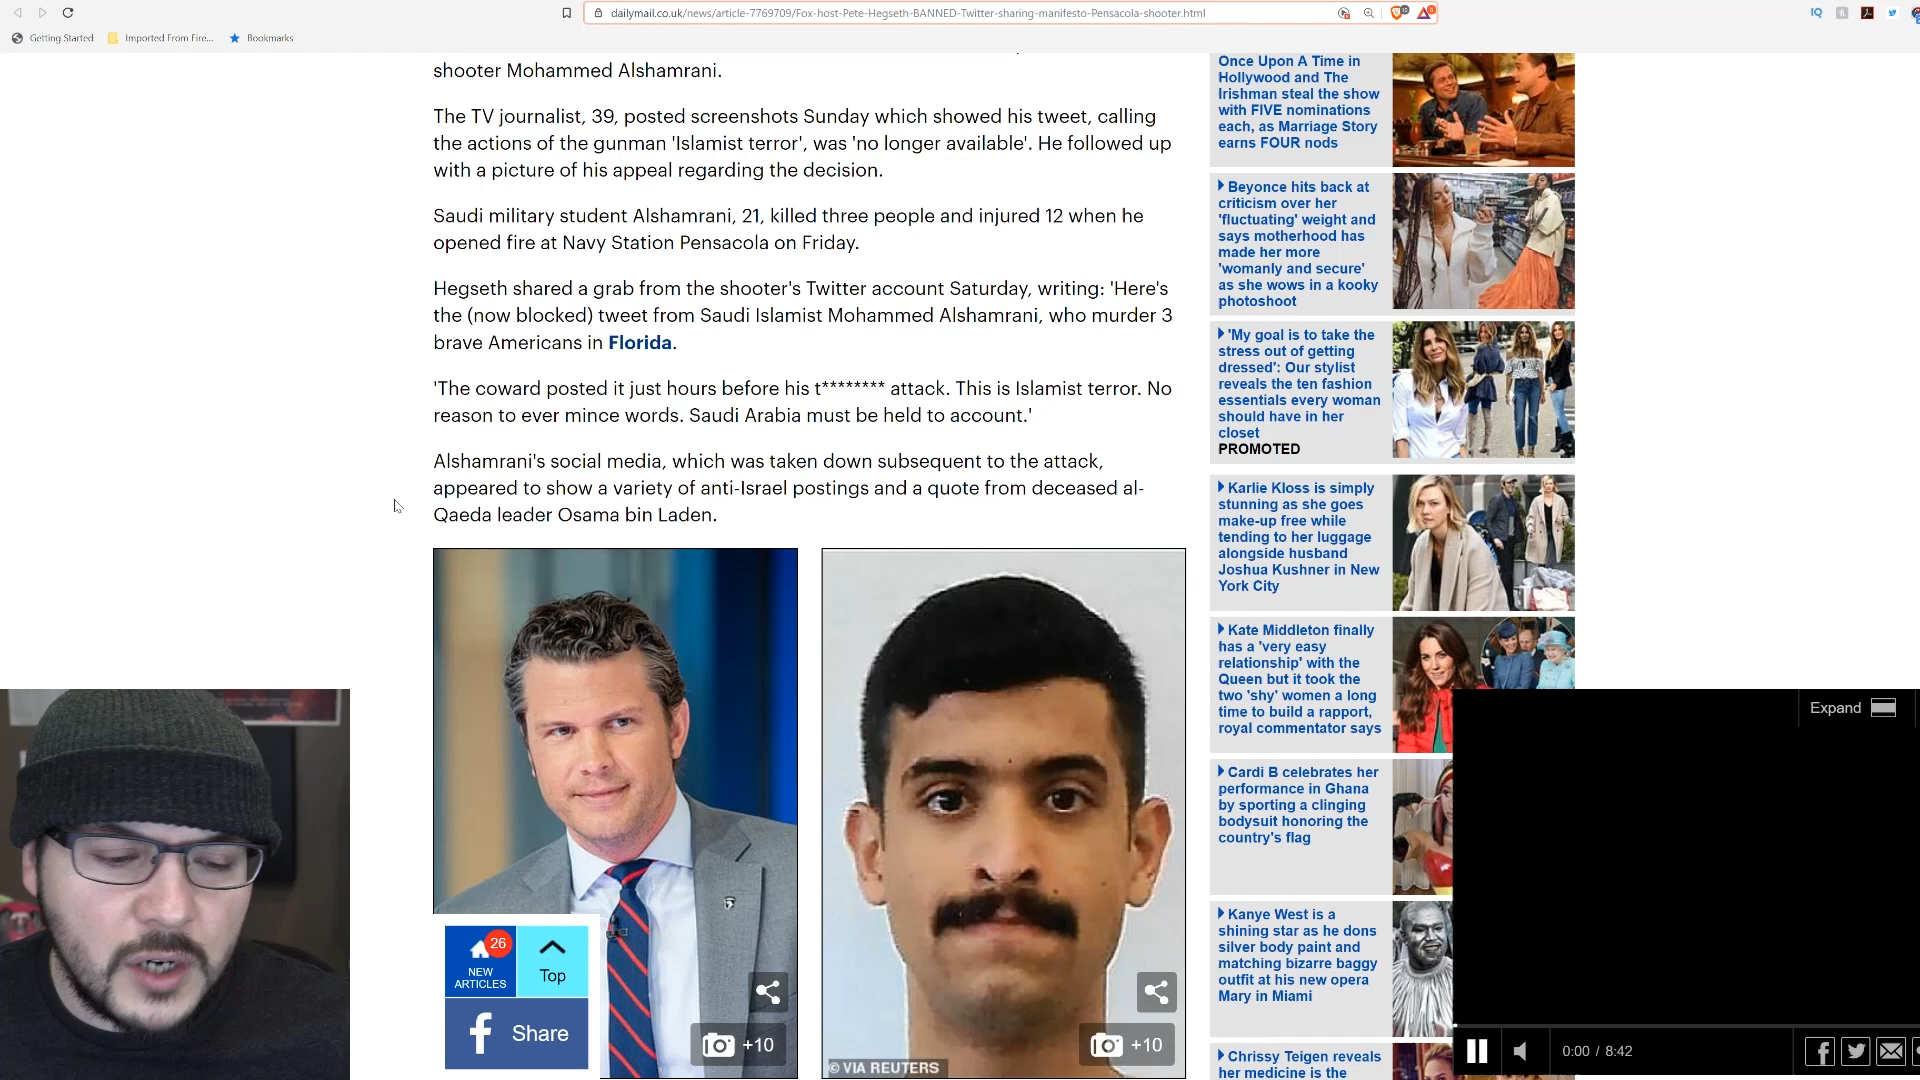 dailymail.co.uk/news/article-7769709/Fox-host-Pete-Hegseth-BANNED-Twitter-sharing-manifesto-Pensacola-shooter.html
IQ
Getting Started
Imported From Fire...
Bookmarks
shooter Mohammed Alshamrani.
The TV journalist, 39, posted screenshots Sunday which showed his tweet, calling
the actions of the gunman 'Islamist terror', was 'no longer available'. He followed up
with a picture of his appeal regarding the decision.
Saudi military student Alshamrani, 21, killed three people and injured 12 when he
opened fire at Navy Station Pensacola on Friday.
Hegseth shared a grab from the shooter's Twitter account Saturday, writing: 'Here's
the (now blocked) tweet from Saudi Islamist Mohammed Alshamrani, who murder 3
brave Americans in Florida.
'The coward posted it just hours before his t******** attack. This is Islamist terror. No
reason to ever mince words. Saudi Arabia must be held to account.'
Alshamrani's social media, which was taken down subsequent to the attack,
appeared to show a variety of anti-Israel postings and a quote from deceased al-
Qaeda leader Osama bin Laden.
26
NEW
ARTICLES
Top
Share
+10
+10
© VIA REUTERS
Once Upon A Time in
Hollywood and The
Irishman steal the show
with FIVE nominations
each, as Marriage Story
earns FOUR nods
Beyonce hits back at
criticism over her
'fluctuating' weight and
says motherhood has
made her more
'womanly and secure'
as she wows in a kooky
photoshoot
'My goal is to take the
stress out of getting
dressed': Our stylist
reveals the ten fashion
essentials every woman
should have in her
closet
PROMOTED
Karlie Kloss is simply
stunning as she goes
make-up free while
tending to her luggage
alongside husband
Joshua Kushner in New
York City
Kate Middleton finally
has a 'very easy
relationship' with the
Queen but it took the
two 'shy' women a long
time to build a rapport,
royal commentator says
Cardi B celebrates her
performance in Ghana
by sporting a clinging
bodysuit honoring the
country's flag
Kanye West is a
shining star as he dons
silver body paint and
matching bizarre baggy
outfit at his new opera
Mary in Miami
Chrissy Teigen reveals
her medicine is the
Expand
0:00 / 8:42